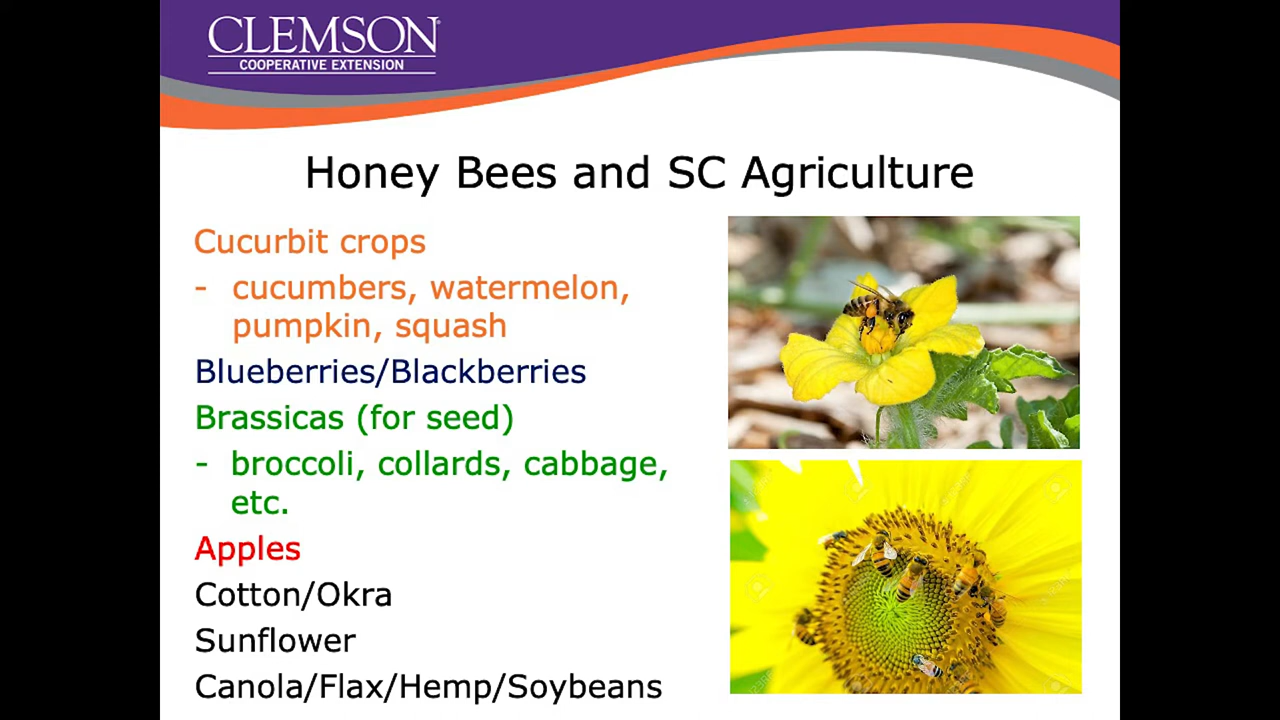 CLEMSON®
COOPERATIVE EXTENSION
Honey Bees and SC Agriculture
Cucurbit crops
- cucumbers, watermelon,
pumpkin, squash
Blueberries/Blackberries
Brassicas (for seed)
- broccoli, collards, cabbage,
etc.
Apples
Cotton/Okra
Sunflower
Canola/Flax/Hemp/Soybeans